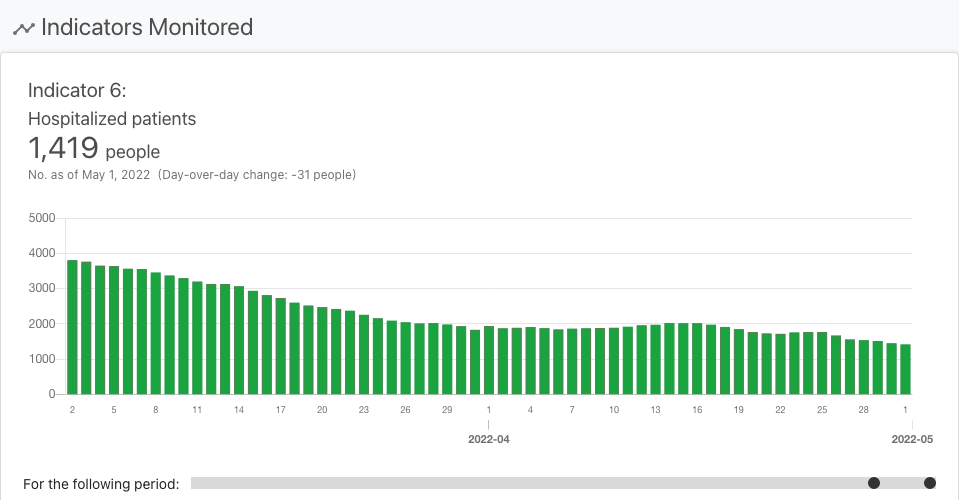 Indicators Monitored
Indicator 6:
Hospitalized patients
1,419 people
No. as of May 1, 2022 (Day-over-day change: -31 people)
5000
4000
3000
2000
1000
0
2 5 8 11 14 17 20 23 26 29 1 4 7 10 13 16 19 22 25 28 1
2022-04 2022-05
For the following period: